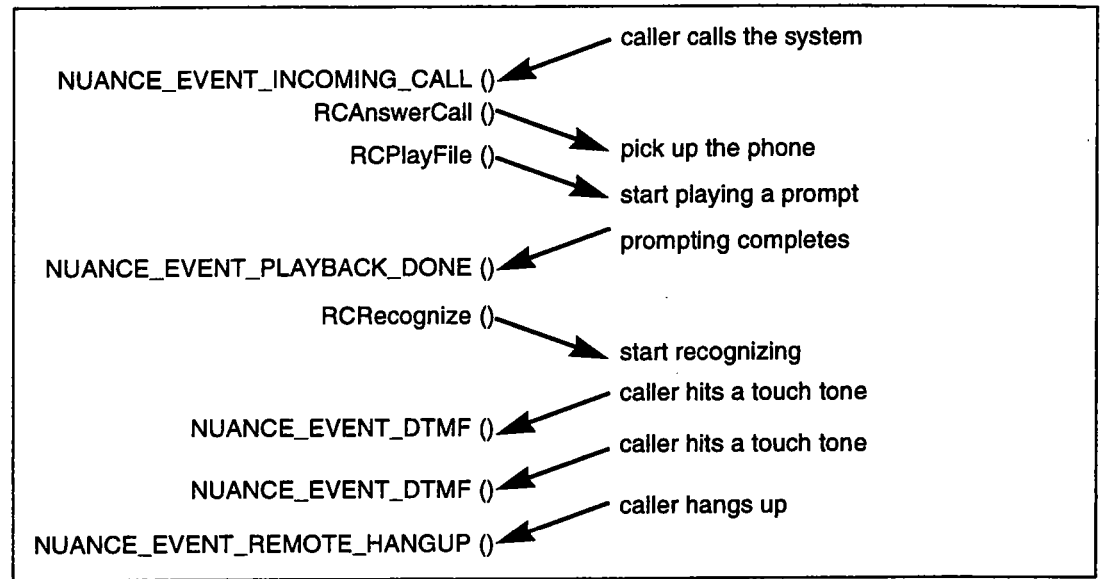 caller calls the system
NUANCE_EVENT_INCOMING_CALL ()
RCAnswerCall ()
pick up the phone
RCPlayFile ()
start playing a prompt
prompting completes
NUANCE_EVENT_PLAYBACK_DONE ()
RCRecognize ()
start recognizing
caller hits a touch tone
NUANCE_EVENT_DTMF ()
caller hits a touch tone
NUANCE_EVENT_DTMF ()
caller hangs up
NUANCE_EVENT_REMOTE_HANGUP ()